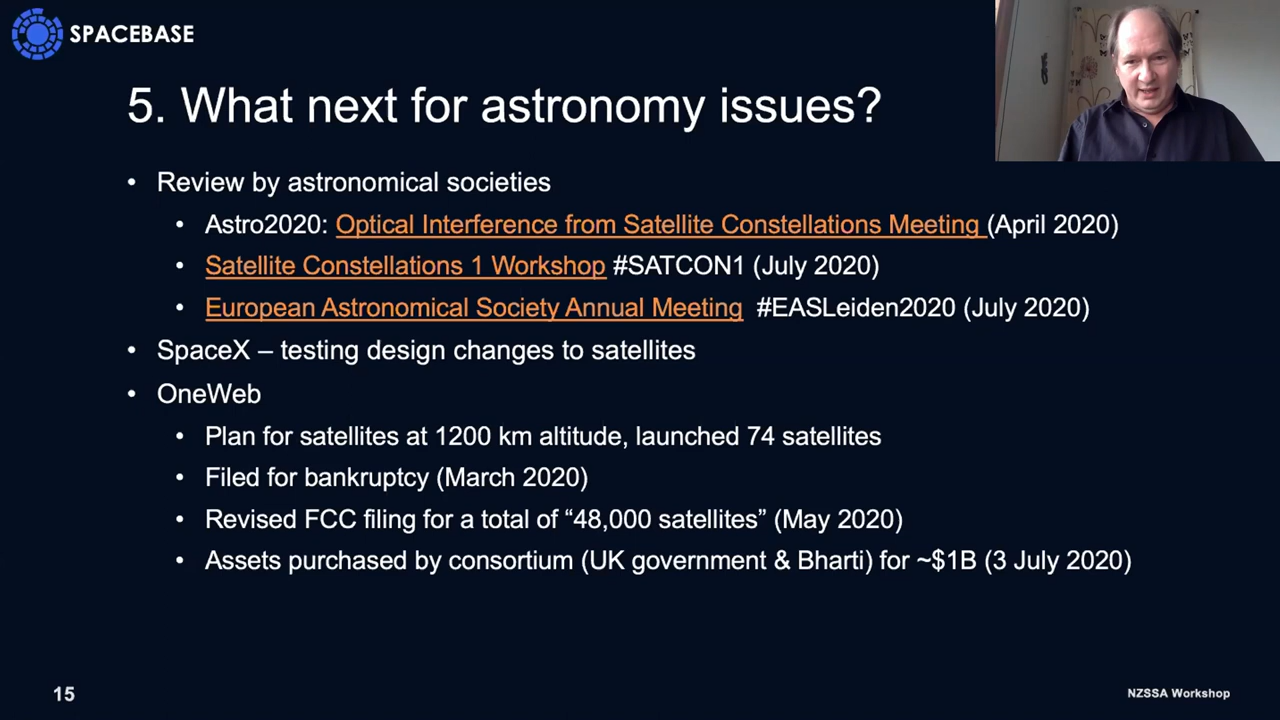 SPACEBASE
5. What next for astronomy issues?
• Review by astronomical societies
• Astro2020: Optical Interference from Satellite Constellations Meeting (April 2020)
• Satellite Constellations 1 Workshop #SATCON1 (July 2020)
• European Astronomical Society Annual Meeting #EASLeiden2020 (July 2020)
• SpaceX – testing design changes to satellites
• OneWeb
• Plan for satellites at 1200 km altitude, launched 74 satellites
• Filed for bankruptcy (March 2020)
• Revised FCC filing for a total of “48,000 satellites” (May 2020)
• Assets purchased by consortium (UK government & Bharti) for ~$1B (3 July 2020)
15
NZSSA Workshop